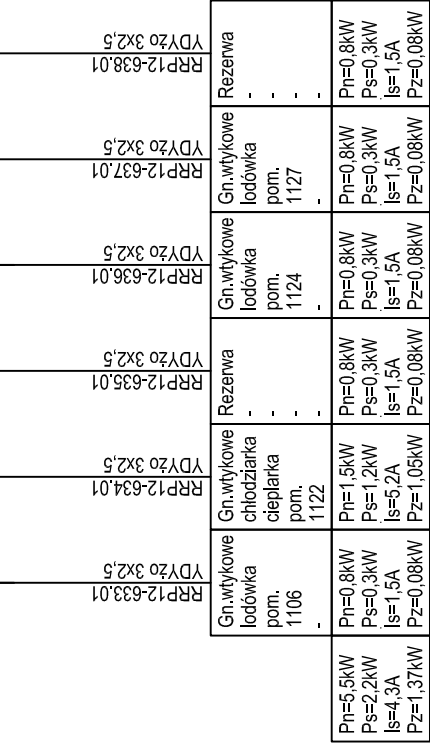 YDYżo 3x2,5
RRP12-638.01
Rezerwa
-
-
-
-
Pn=0,8kW
Ps=0,3kW
Is=1,5A
Pz=0,08kW
YDYżo 3x2,5
RRP12-637.01
Gn.wtykowe
lodówka
pom.
1127
-
Pn=0,8kW
Ps=0,3kW
Is=1,5A
Pz=0,08kW
YDYżo 3x2,5
RRP12-636.01
Gn.wtykowe
lodówka
pom.
1124
-
Pn=0,8kW
Ps=0,3kW
Is=1,5A
Pz=0,08kW
YDYżo 3x2,5
RRP12-635.01
Rezerwa
-
-
-
-
Pn=0,8kW
Ps=0,3kW
Is=1,5A
Pz=0,08kW
YDYżo 3x2,5
RRP12-634.01
Gn.wtykowe
chłodziarka
cieplarka
pom.
1122
Pn=1,5kW
Ps=1,2kW
Is=5,2A
Pz=1,05kW
YDYżo 3x2,5
RRP12-633.01
Gn.wtykowe
lodówka
pom.
1106
-
Pn=0,8kW
Ps=0,3kW
Is=1,5A
Pz=0,08kW
Pn=5,5kW
Ps=2,2kW
Is=4,3A
Pz=1,37kW